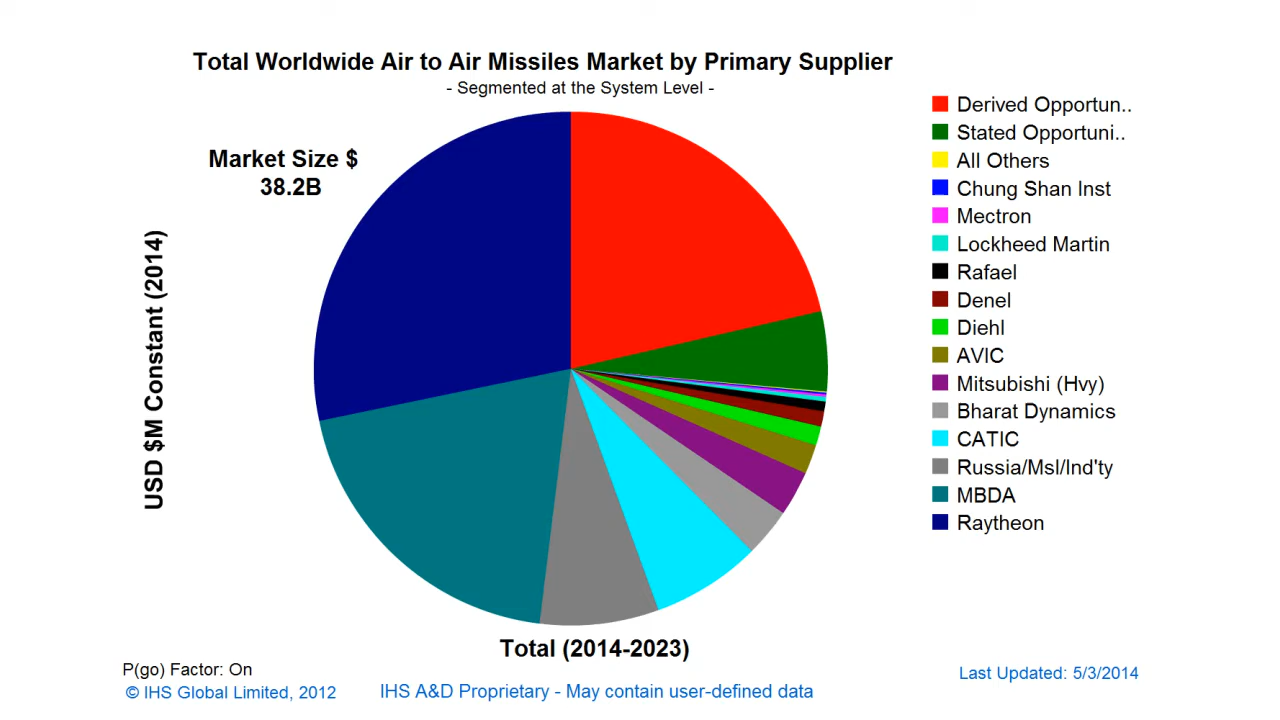 Total Worldwide Air to Air Missiles Market by Primary Supplier
- Segmented at the System Level -
Market Size $
38.2B
USD $M Constant (2014)
Derived Opportun..
Stated Opportuni..
All Others
Chung Shan Inst
Mectron
Lockheed Martin
Rafael
Denel
Diehl
AVIC
Mitsubishi (Hvy)
Bharat Dynamics
CATIC
Russia/Msl/Ind'ty
MBDA
Raytheon
Total (2014-2023)
P(go) Factor: On
© IHS Global Limited, 2012
IHS A&D Proprietary - May contain user-defined data
Last Updated: 5/3/2014